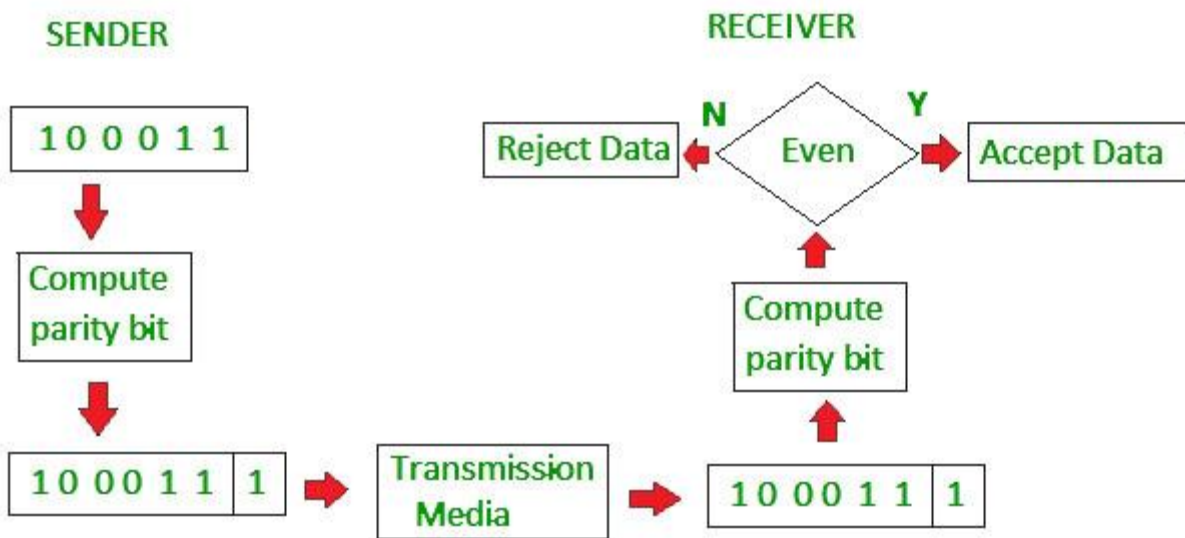 SENDER
1 0 0 0 1 1
Compute
parity bit
1 0 0 0 1 1 1
Transmission
Media
RECEIVER
1 0 0 0 1 1 1
Compute
parity bit
Even
N
Reject Data
Y
Accept Data